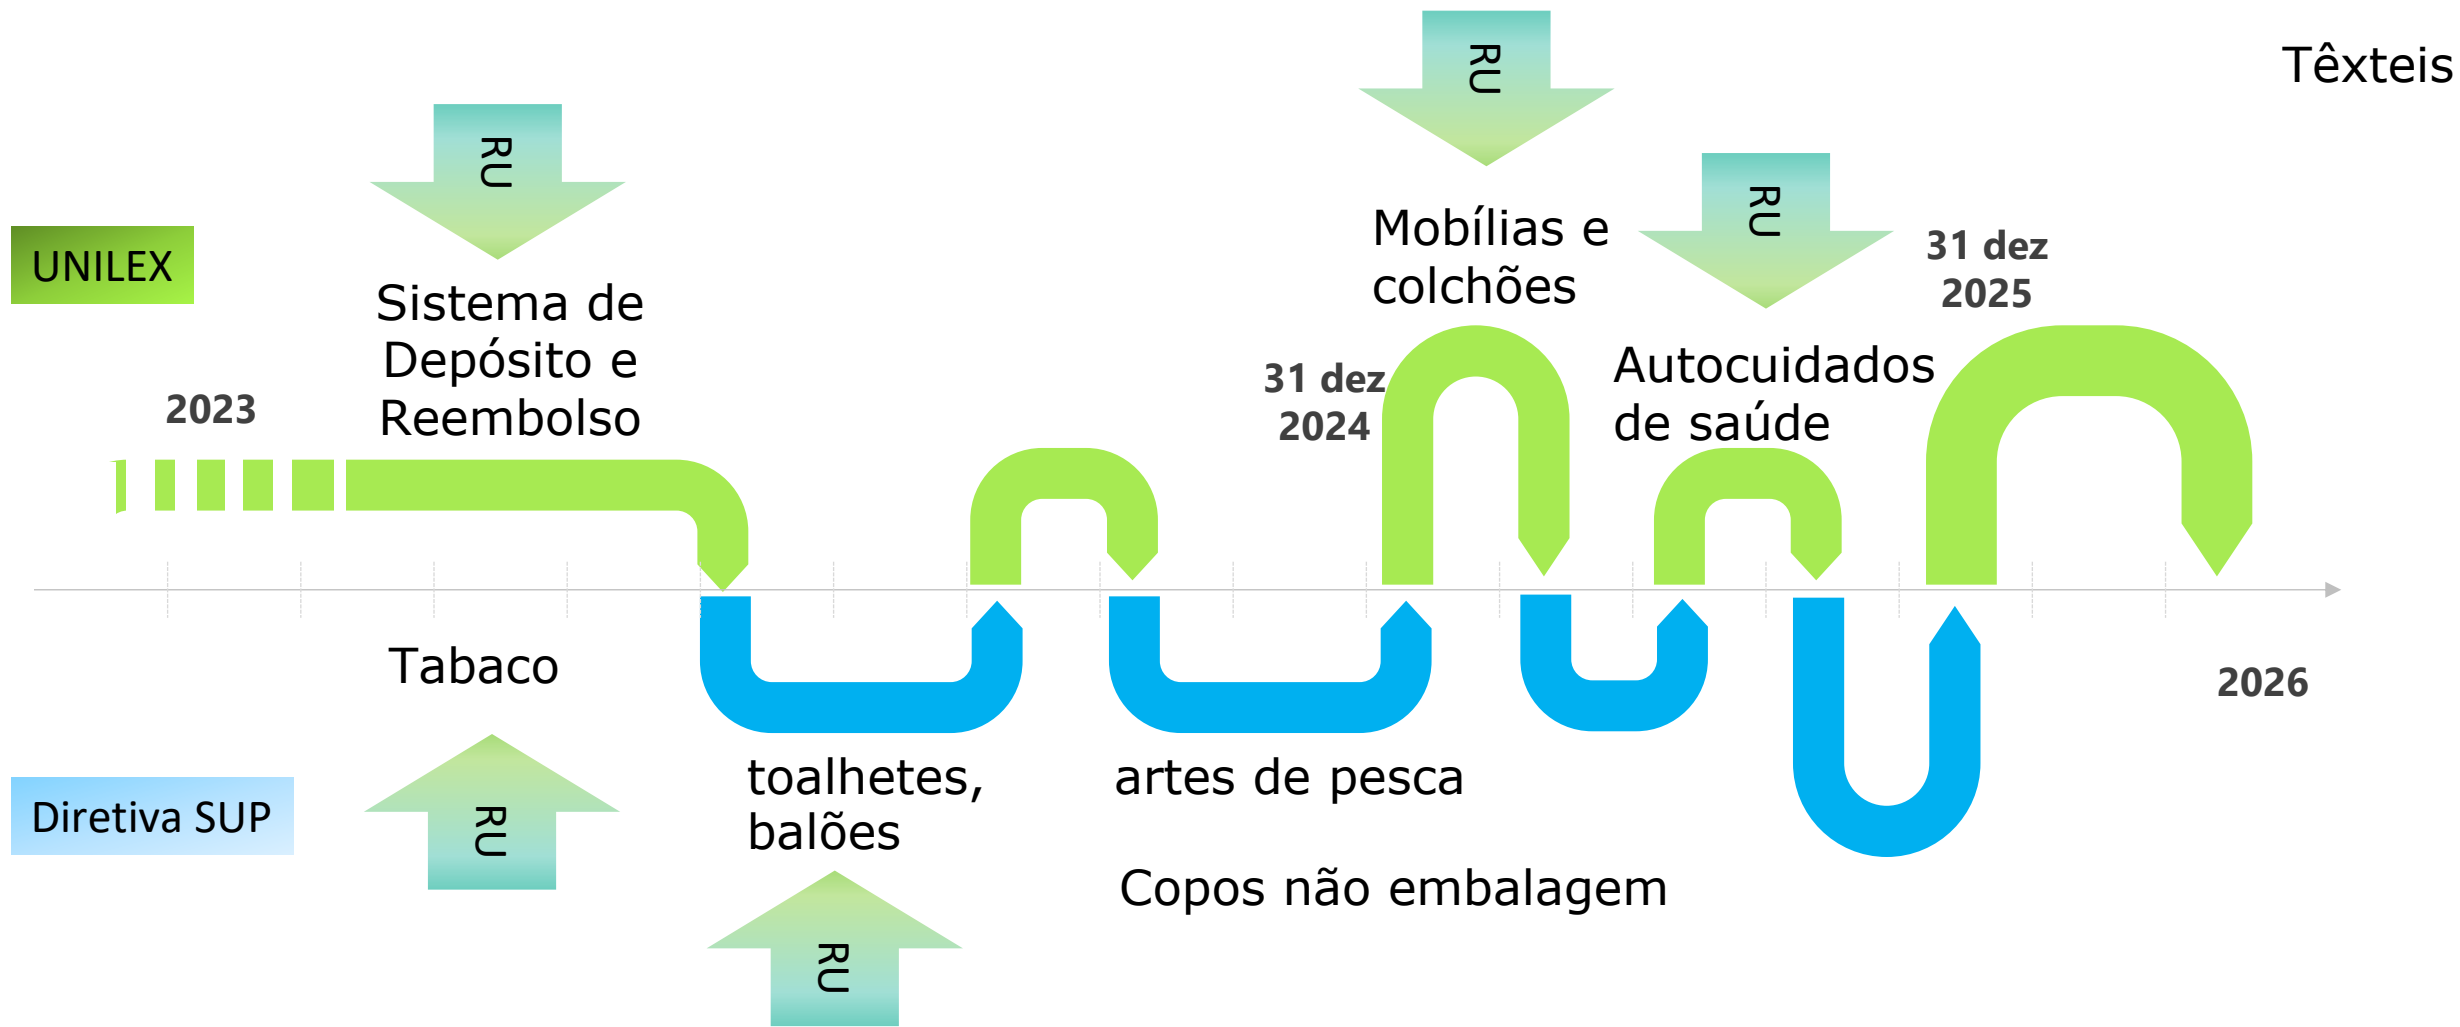 RU
Têxteis
RU
RU
UNILEX
Mobílias e
colchões
31 dez
2025
Sistema de
Depósito e
Reembolso
2023
31 dez
2024
Autocuidados
de saúde
Tabaco
2026
RU
Diretiva SUP
toalhetes,
balões
artes de pesca
Copos não embalagem
RU